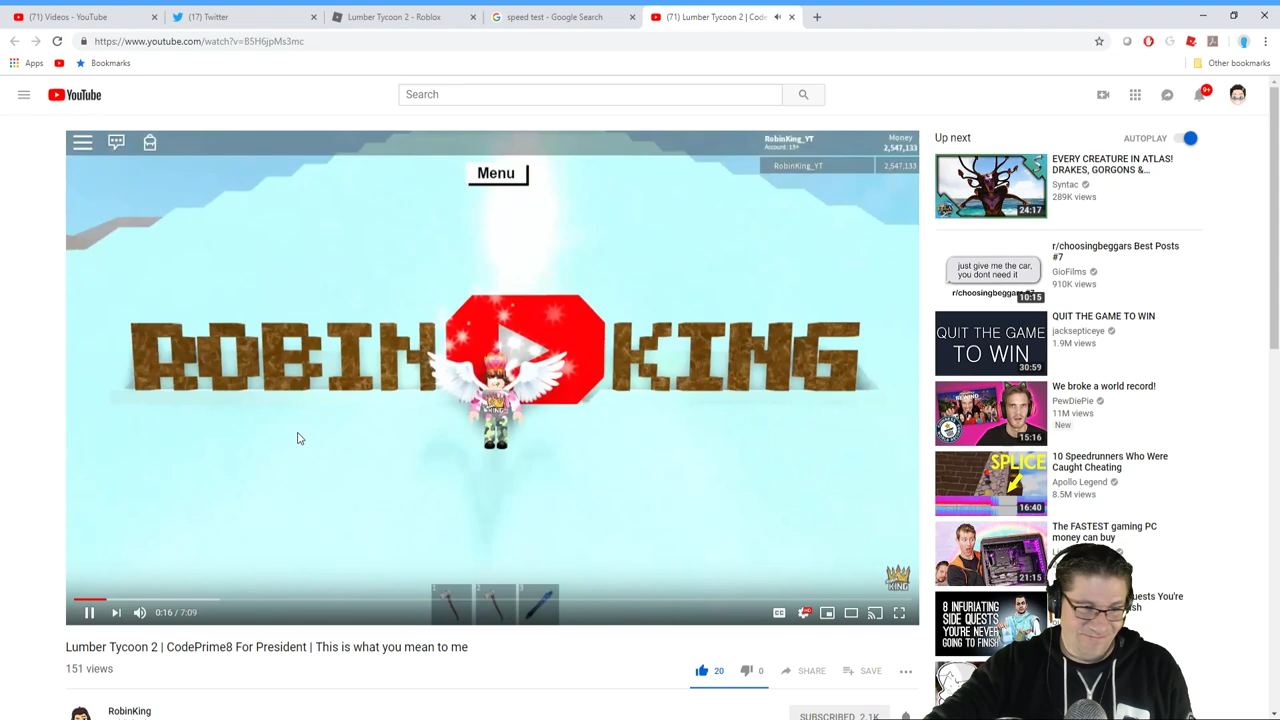 (71) Videos - YouTube
(17) Twitter
Lumber Tycoon 2 - Roblox
speed test - Google Search
(71) Lumber Tycoon 2 | Code
https://www.youtube.com/watch?v=B5H6jpMs3mc
Apps
Bookmarks
Other bookmarks
YouTube
Search
9+
RobinKing_YT
Account: 13+
Money
2,547,133
RobinKing_YT
2,547,133
Menu
ROBIN KING
KING
0:16 / 7:09
CC
HD
Lumber Tycoon 2 | CodePrime8 For President | This is what you mean to me
151 views
20
0
SHARE
SAVE
RobinKing
SUBSCRIBED 2.1K
Up next
AUTOPLAY
EVERY CREATURE IN ATLAS!
DRAKES, GORGONS &...
Syntac
289K views
24:17
r/choosingbeggars Best Posts
#7
GioFilms
910K views
just give me the car,
you dont need it
r/choosingbeggars #7
10:15
QUIT THE GAME TO WIN
jacksepticeye
1.9M views
QUIT THE GAME
TO WIN
30:59
We broke a world record!
PewDiePie
11M views
New
15:16
10 Speedrunners Who Were
Caught Cheating
Apollo Legend
8.5M views
SPLICE
16:40
The FASTEST gaming PC
money can buy
21:15
8 INFURIATING
SIDE QUESTS
YOU'RE NEVER
GOING TO FINISH